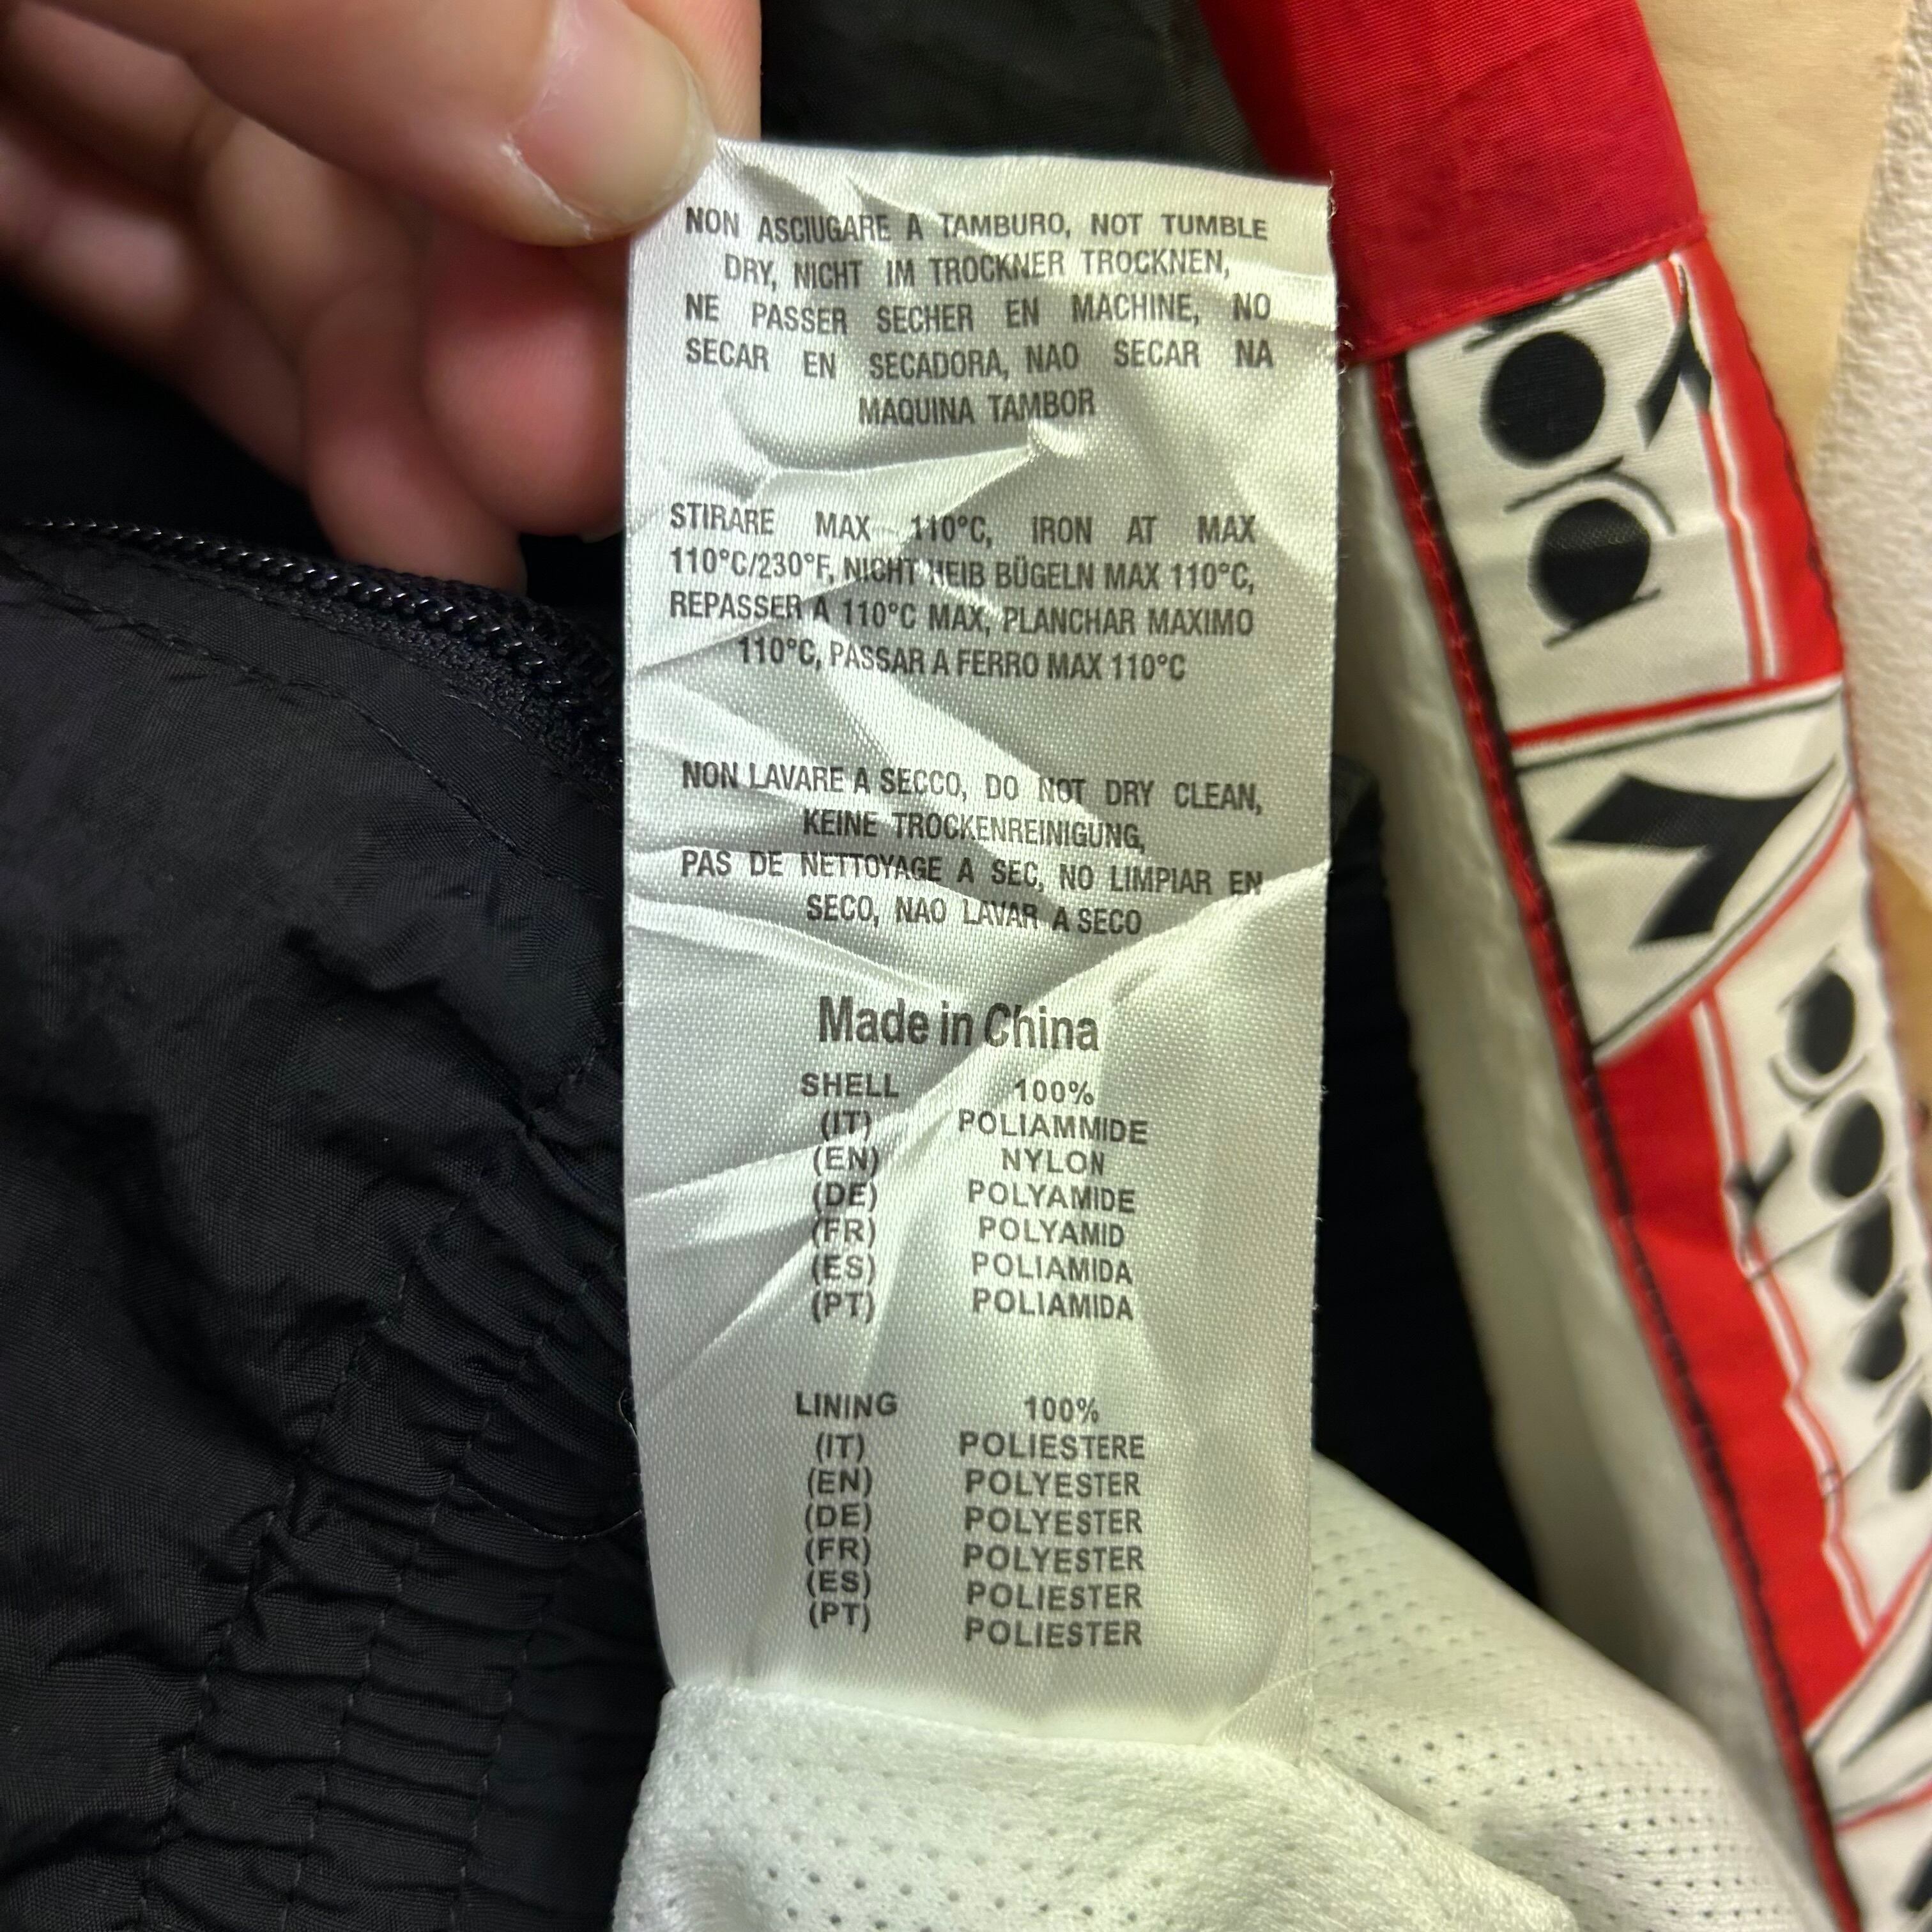 NON ASCIUGARE A TAMBURO, NOT TUMBLE
DRY, NICHT IM TROCKNER TROCKNEN,
NE PASSER SECHER EN MACHINE, NO
SECAR EN SECADORA, NAO SECAR NA
MAQUINA TAMBOR
STIRARE MAX 110°C, IRON AT MAX
110°C/230°F, NICHT HEIB BÜGELN MAX 110°C,
REPASSER A 110°C MAX, PLANCHAR MAXIMO
110°C, PASSAR A FERRO MAX 110°C
NON LAVARE A SECCO, DO NOT DRY CLEAN,
KEINE TROCKENREINIGUNG,
PAS DE NETTOYAGE A SEC, NO LIMPIAR EN
SECO, NAO LAVAR A SECO
Made in China
SHELL 100%
(IT) POLIAMMIDE
(EN) NYLON
(DE) POLYAMIDE
(FR) POLYAMID
(ES) POLIAMIDA
(PT) POLIAMIDA
LINING 100%
(IT) POLIESTERE
(EN) POLYESTER
(DE) POLYESTER
(FR) POLYESTER
(ES) POLIESTER
(PT) POLIESTER